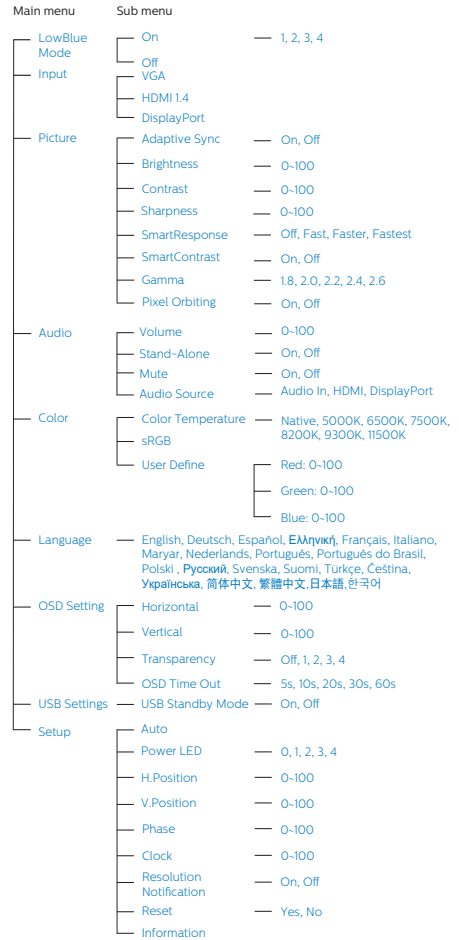 Main menu Sub menu
LowBlue Mode On 1, 2, 3, 4
Off
Input VGA
HDMI 1.4
DisplayPort
Picture Adaptive Sync On, Off
Brightness 0~100
Contrast 0~100
Sharpness 0~100
SmartResponse Off, Fast, Faster, Fastest
SmartContrast On, Off
Gamma 1.8, 2.0, 2.2, 2.4, 2.6
Pixel Orbiting On, Off
Audio Volume 0~100
Stand-Alone On, Off
Mute On, Off
Audio Source Audio In, HDMI, DisplayPort
Color Color Temperature Native, 5000K, 6500K, 7500K,
8200K, 9300K, 11500K
sRGB
User Define Red: 0~100
Green: 0~100
Blue: 0~100
Language English, Deutsch, Español, Ελληνική, Français, Italiano,
Maryar, Nederlands, Português, Português do Brasil,
Polski , Русский, Svenska, Suomi, Türkçe, Čeština,
Українська, 简体中文, 繁體中文,日本語,한국어
OSD Setting Horizontal 0~100
Vertical 0~100
Transparency Off, 1, 2, 3, 4
OSD Time Out 5s, 10s, 20s, 30s, 60s
USB Settings USB Standby Mode On, Off
Setup Auto
Power LED 0, 1, 2, 3, 4
H.Position 0~100
V.Position 0~100
Phase 0~100
Clock 0~100
Resolution Notification On, Off
Reset Yes, No
Information